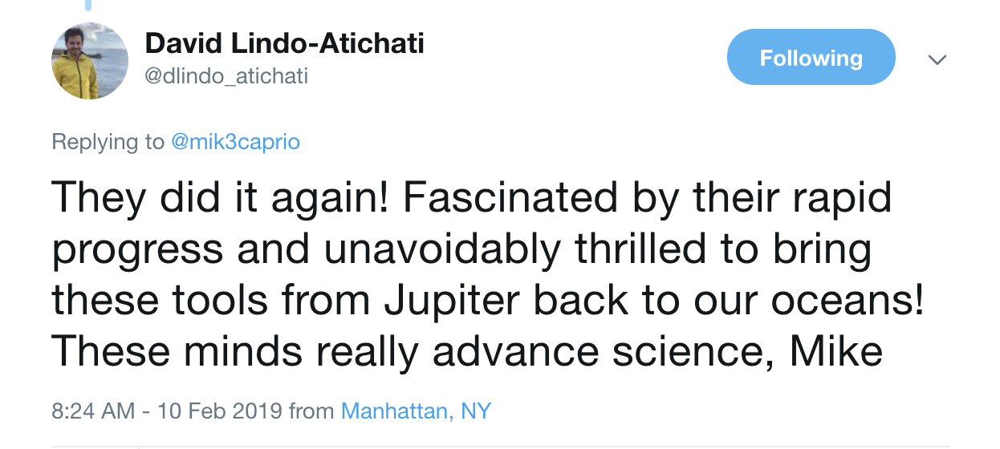 David Lindo-Atichati
@dlindo_atichati
Following
Replying to @mik3caprio
They did it again! Fascinated by their rapid
progress and unavoidably thrilled to bring
these tools from Jupiter back to our oceans!
These minds really advance science, Mike
8:24 AM - 10 Feb 2019 from Manhattan, NY